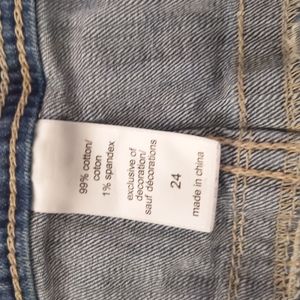 99% cotton/
coton
1% spandex
exclusive of
decoration/
sauf décorations
24
made in china